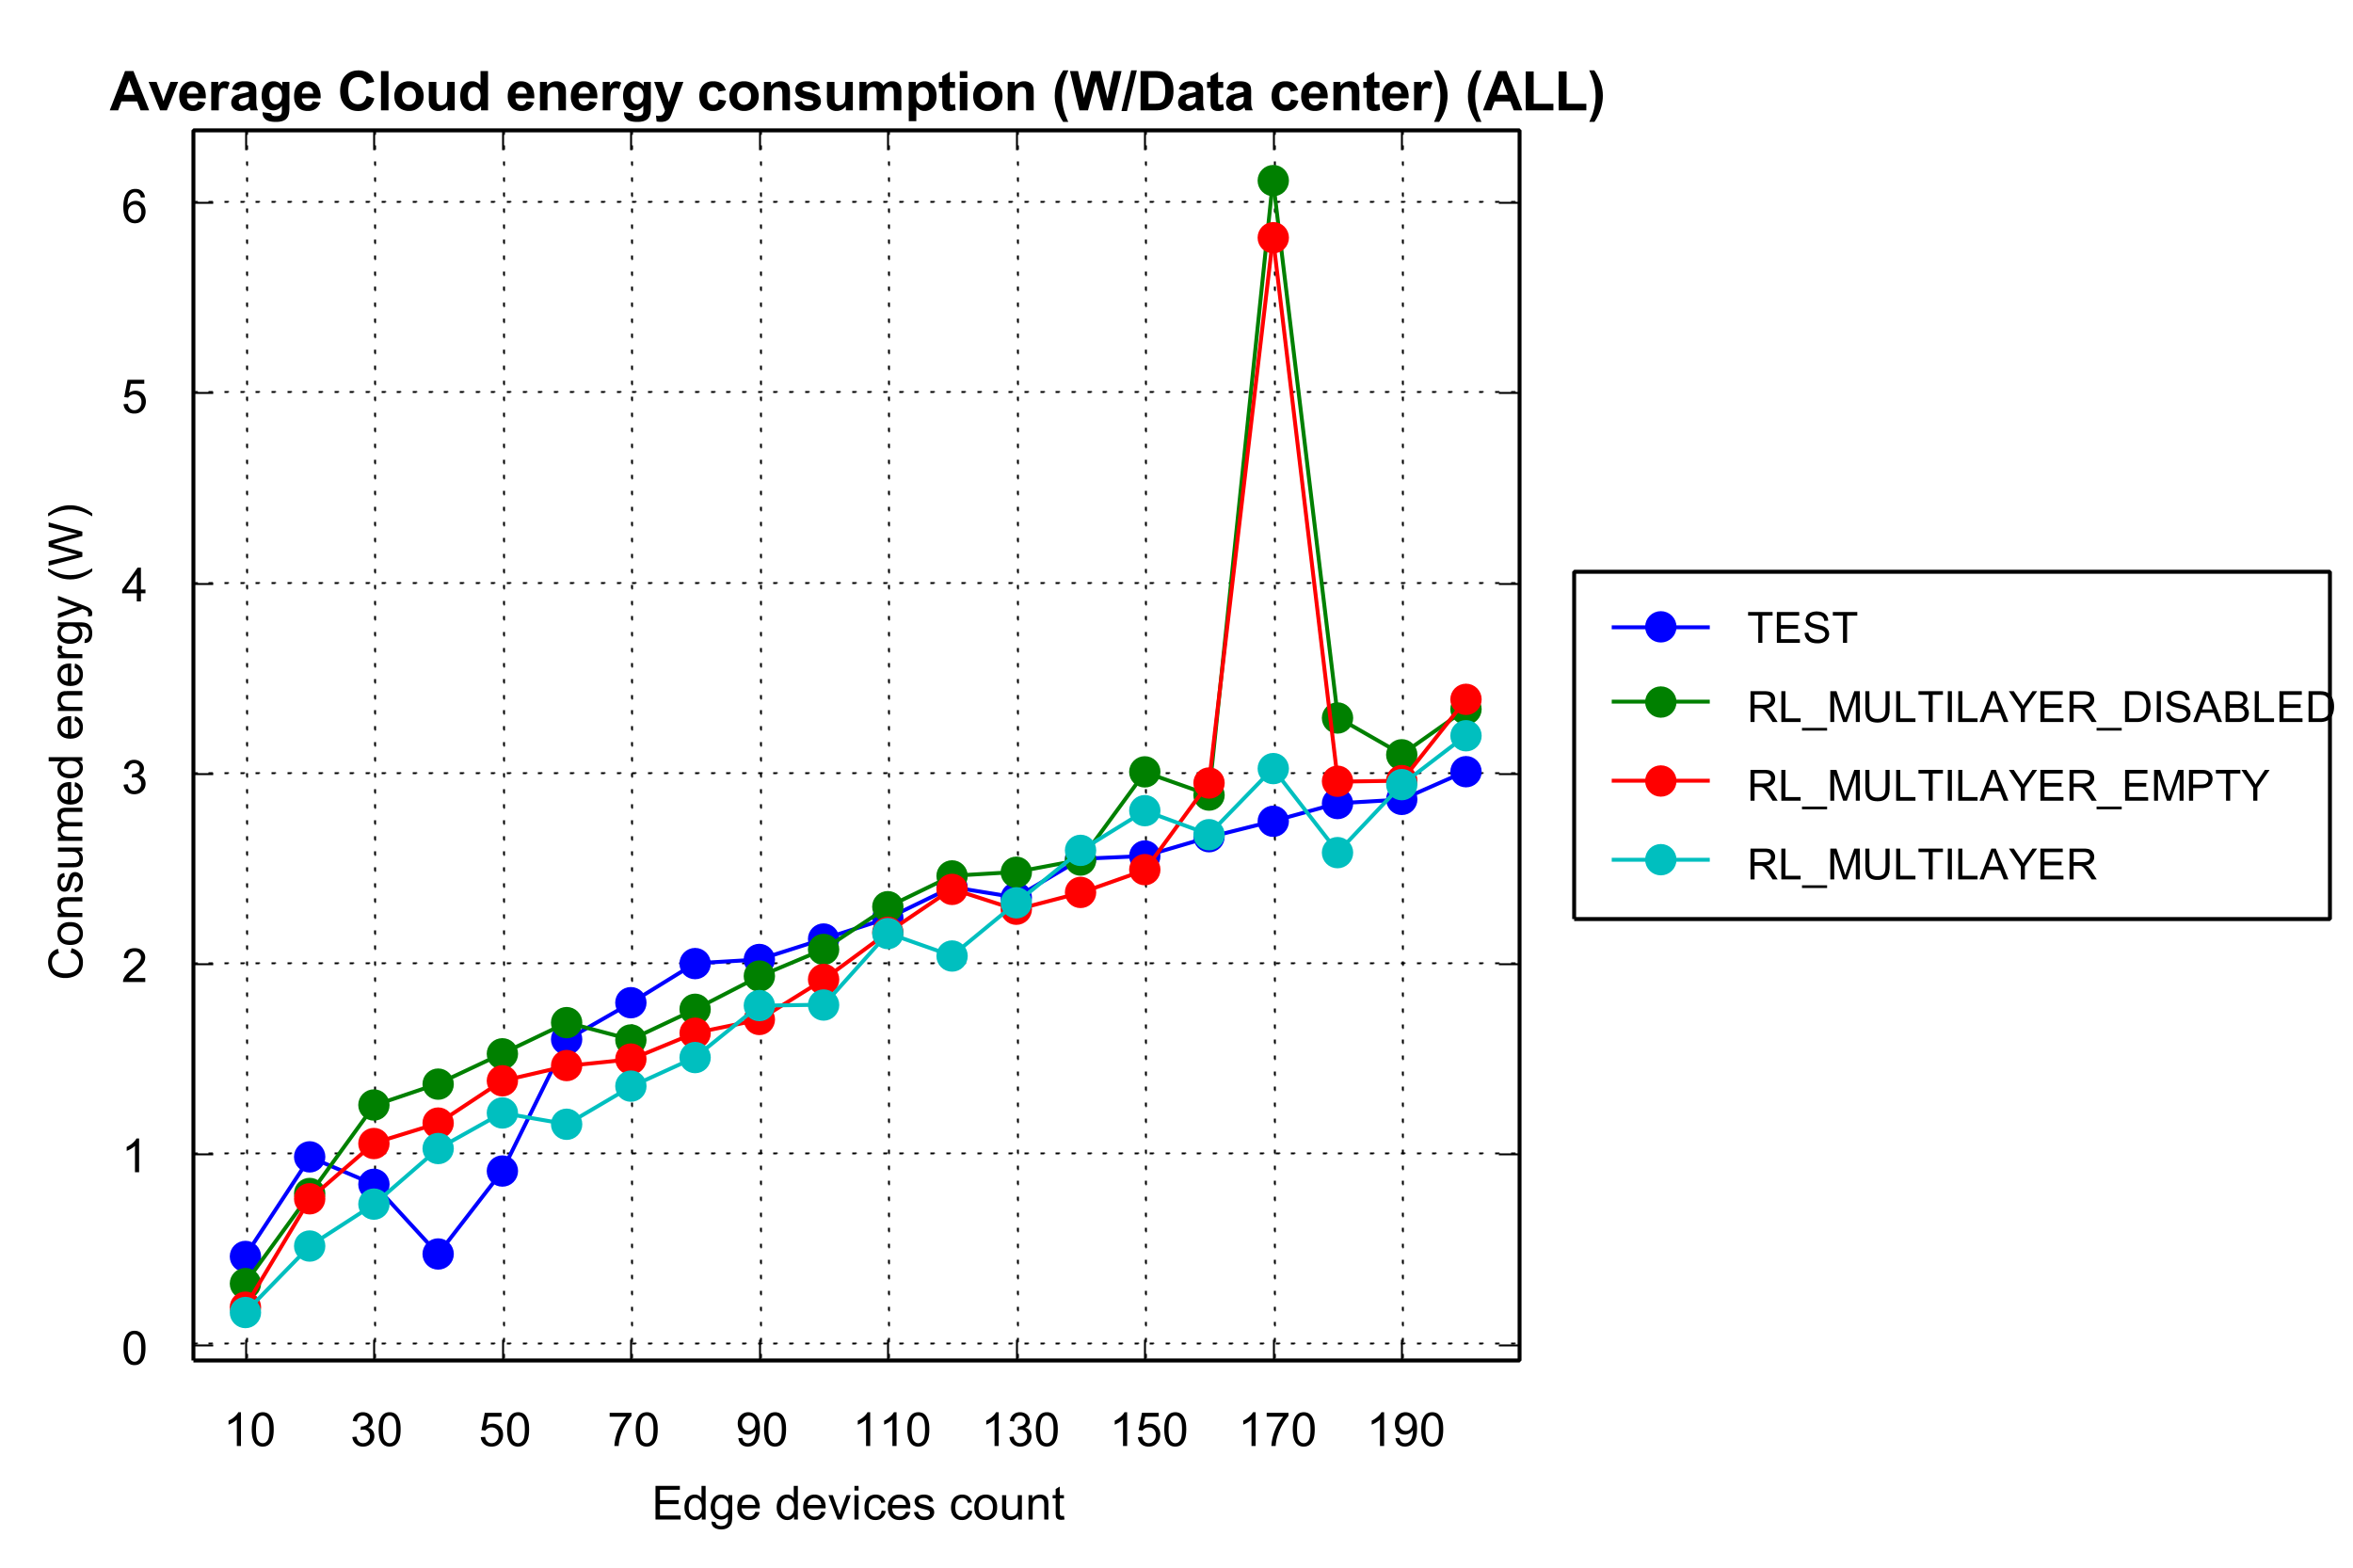 Average Cloud energy consumption (W/Data center) (ALL)
6
5
4
3
2
1
0
Consumed energy (W)
10 30 50 70 90 110 130 150 170 190
Edge devices count
TEST
RL_MULTILAYER_DISABLED
RL_MULTILAYER_EMPTY
RL_MULTILAYER